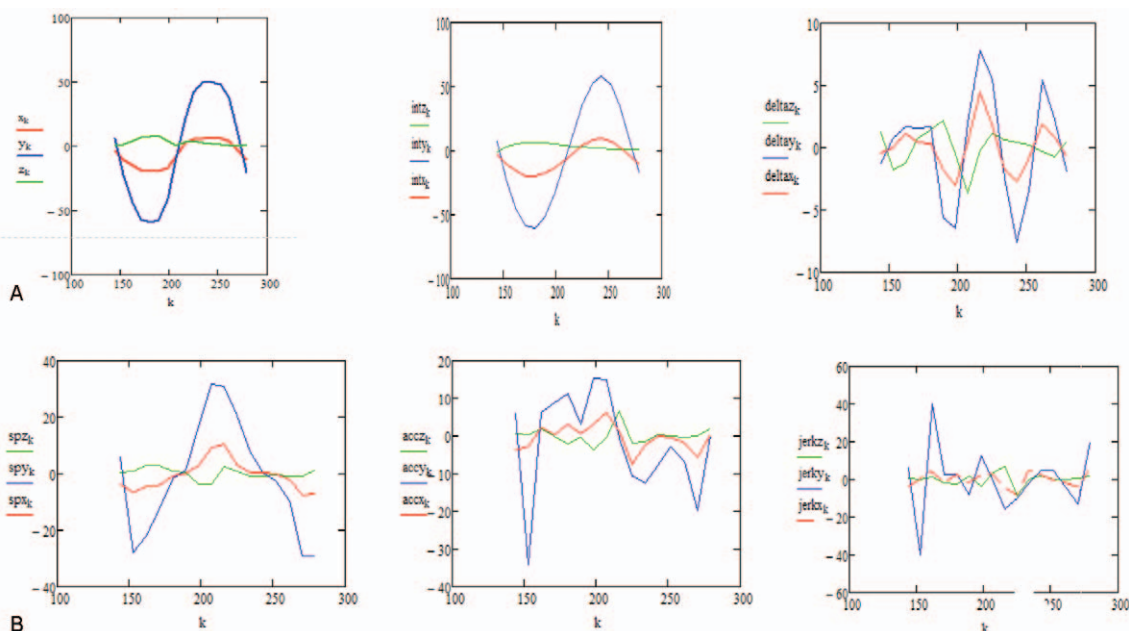 100
50
0
− 50
− 100
100
150
200
250
300
k
x_k
y_k
z_k
A
100
50
0
− 50
− 100
100
150
200
250
300
k
intz_k
inty_k
intx_k
10
5
0
− 5
− 10
100
150
200
250
300
k
deltaz_k
deltay_k
deltax_k
40
20
0
− 20
− 40
100
150
200
250
300
k
spz_k
spy_k
spx_k
B
20
10
0
− 10
− 20
− 30
− 40
100
150
200
250
300
k
accz_k
accy_k
accx_k
60
40
20
0
− 20
− 40
− 60
100
150
200
250
300
k
jerkz_k
jerky_k
jerkx_k